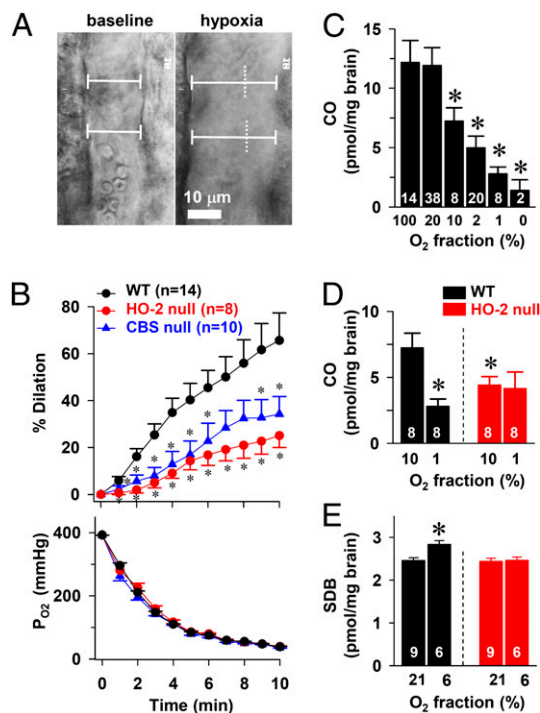 A
baseline
hypoxia
10 μm
B
WT (n=14)
HO-2 null (n=8)
CBS null (n=10)
% Dilation
80
60
40
20
0
* * * * * * * *
* * * * * * * * * *
P_O2 (mmHg)
400
200
0
0 2 4 6 8 10
Time (min)
C
CO
(pmol/mg brain)
15
10
5
0
* * * *
14 38 8 20 8 2
100 20 10 2 1 0
O2 fraction (%)
D
WT
HO-2 null
CO
(pmol/mg brain)
10
5
0
* *
8 8 8 8
10 1 10 1
O2 fraction (%)
E
SDB
(pmol/mg brain)
3
2
1
0
*
9 6 9 6
21 6 21 6
O2 fraction (%)